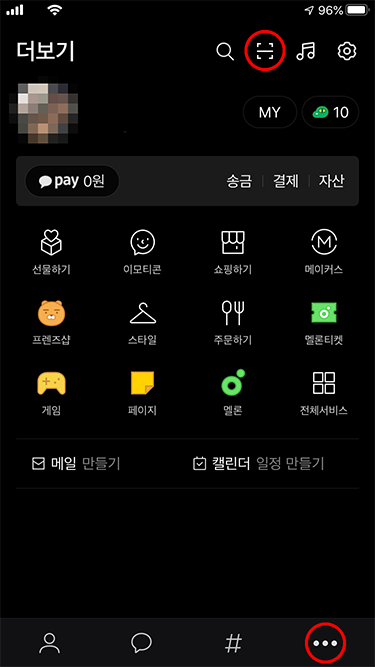 96%
더보기
MY
10
pay 0원
송금 결제 자산
선물하기 이모티콘 쇼핑하기 메이커스
프렌즈샵 스타일 주문하기 멜론티켓
게임 페이지 멜론 전체서비스
메일 만들기 캘린더 일정 만들기